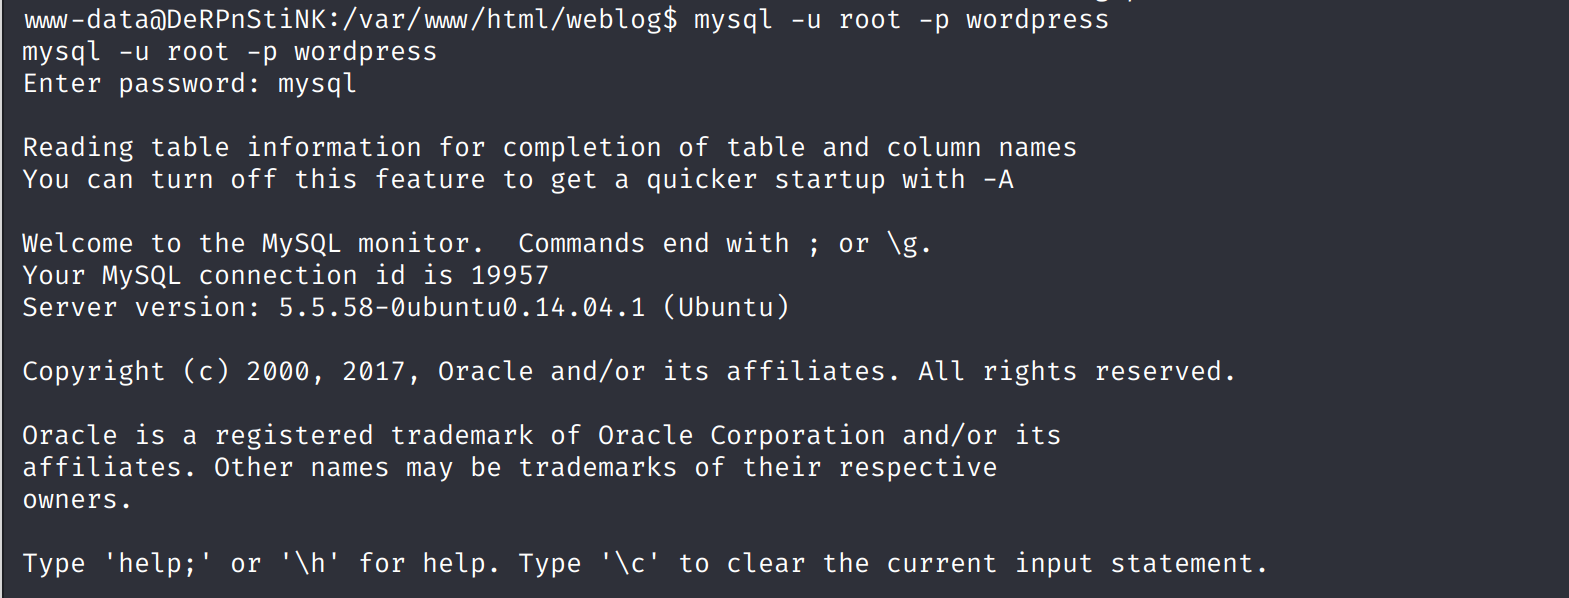 www-data@DeRPnStiNK:/var/www/html/weblog$ mysql -u root -p wordpress
mysql -u root -p wordpress
Enter password: mysql
Reading table information for completion of table and column names
You can turn off this feature to get a quicker startup with -A
Welcome to the MySQL monitor.  Commands end with ; or \g.
Your MySQL connection id is 19957
Server version: 5.5.58-0ubuntu0.14.04.1 (Ubuntu)
Copyright (c) 2000, 2017, Oracle and/or its affiliates. All rights reserved.
Oracle is a registered trademark of Oracle Corporation and/or its
affiliates. Other names may be trademarks of their respective
owners.
Type 'help;' or '\h' for help. Type '\c' to clear the current input statement.